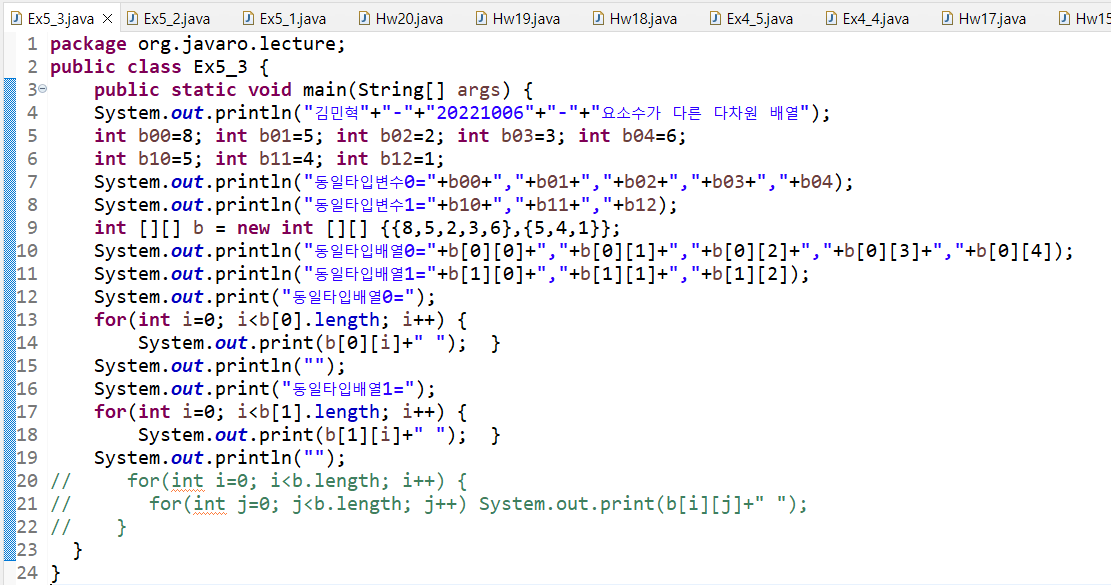 Ex5_3.java Ex5_2.java Ex5_1.java Hw20.java Hw19.java Hw18.java Ex4_5.java Ex4_4.java Hw17.java Hw15
1 package org.javaro.lecture;
2 public class Ex5_3 {
3     public static void main(String[] args) {
4     System.out.println("김민혁"+"-"+"20221006"+"-"+"요소수가 다른 다차원 배열");
5     int b00=8; int b01=5; int b02=2; int b03=3; int b04=6;
6     int b10=5; int b11=4; int b12=1;
7     System.out.println("동일타입변수0="+b00+","+b01+","+b02+","+b03+","+b04);
8     System.out.println("동일타입변수1="+b10+","+b11+","+b12);
9     int [][] b = new int [][] {{8,5,2,3,6},{5,4,1}};
10     System.out.println("동일타입배열0="+b[0][0]+","+b[0][1]+","+b[0][2]+","+b[0][3]+","+b[0][4]);
11     System.out.println("동일타입배열1="+b[1][0]+","+b[1][1]+","+b[1][2]);
12     System.out.print("동일타입배열0=");
13     for(int i=0; i<b[0].length; i++) {
14         System.out.print(b[0][i]+" ");  }
15     System.out.println("");
16     System.out.print("동일타입배열1=");
17     for(int i=0; i<b[1].length; i++) {
18         System.out.print(b[1][i]+" ");  }
19     System.out.println("");
20 //     for(int i=0; i<b.length; i++) {
21 //       for(int j=0; j<b.length; j++) System.out.print(b[i][j]+" ");
22 //    }
23   }
24 }